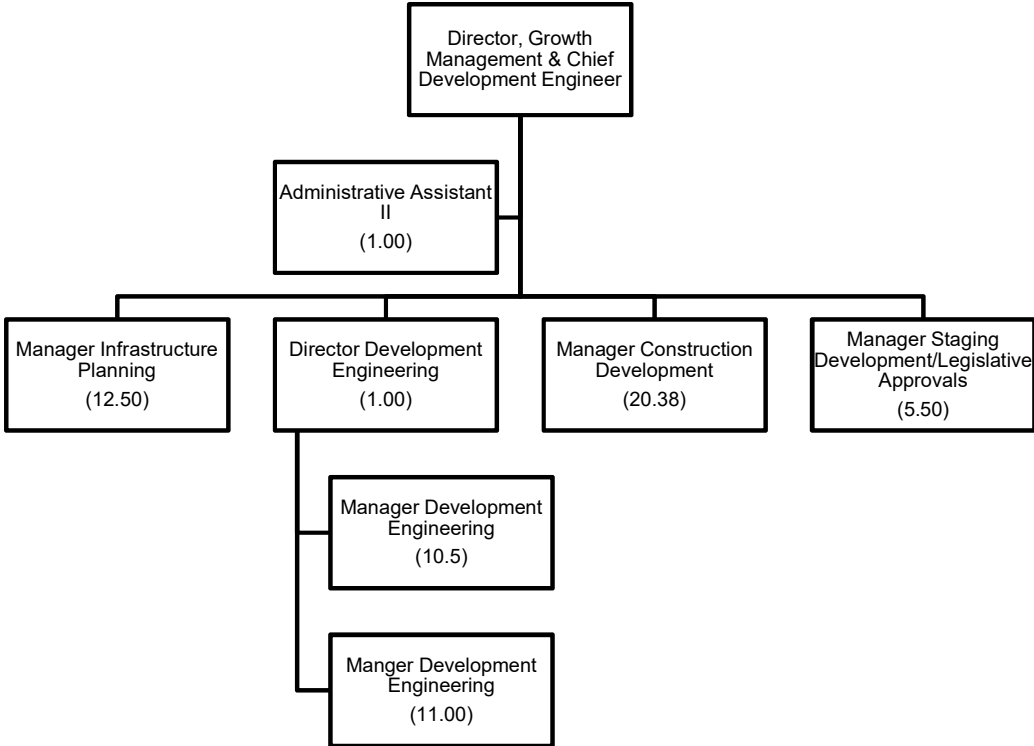 Director, Growth
Management & Chief
Development Engineer
Administrative Assistant
II
(1.00)
Manager Infrastructure
Planning
(12.50)
Director Development
Engineering
(1.00)
Manager Construction
Development
(20.38)
Manager Staging
Development/Legislative
Approvals
(5.50)
Manager Development
Engineering
(10.5)
Manger Development
Engineering
(11.00)